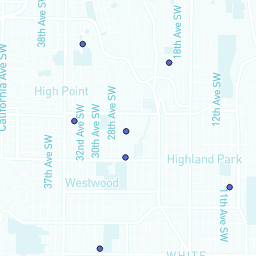 38th Ave SW
18th Ave SW
California Ave SW
High Point
32nd Ave SW
30th Ave SW
28th Ave SW
12th Ave SW
37th Ave SW
Highland Park
Westwood
11th Ave SW
WHITE